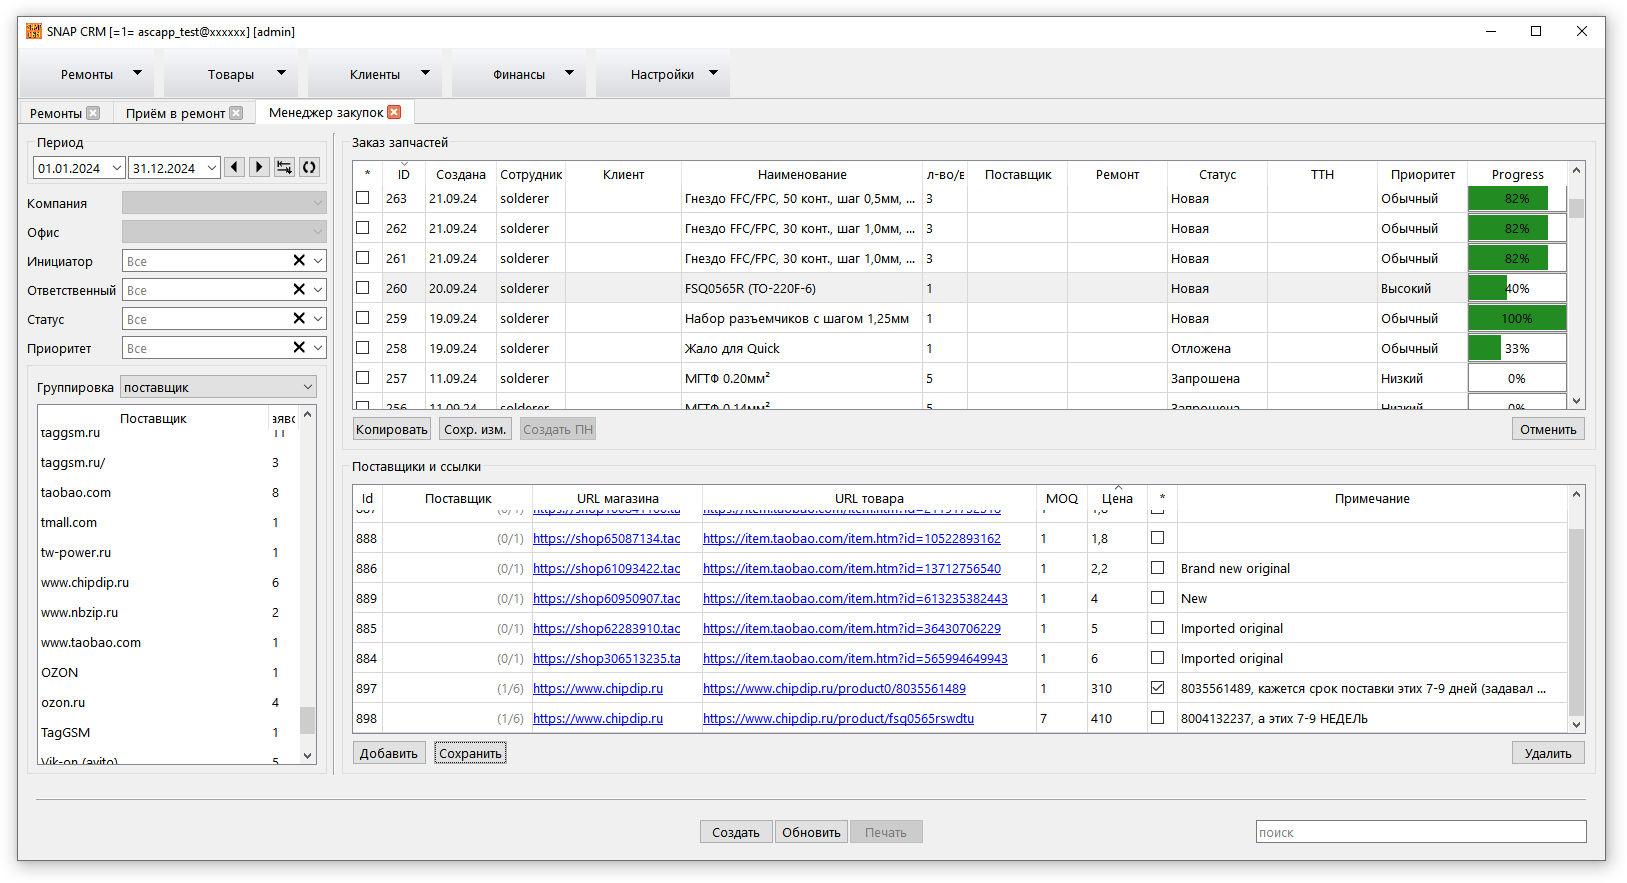 SNAP CRM [=1= ascapp_test@xxxxxx] [admin]
Ремонты Товары Клиенты Финансы Настройки
Ремонты Приём в ремонт Менеджер закупок
Период
01.01.2024 31.12.2024
Компания
Офис
Инициатор Все
Ответственный Все
Статус Все
Приоритет Все
Группировка поставщик
Поставщик аявс
taggsm.ru 11
taggsm.ru/ 3
taobao.com 8
tmall.com 1
tw-power.ru 1
www.chipdip.ru 6
www.nbzip.ru 2
www.taobao.com 1
OZON 1
ozon.ru 4
TagGSM 1
Vik-on (avito) 5
Заказ запчастей
* ID Создана Сотрудник Клиент Наименование л-во/в Поставщик Ремонт Статус ТТН Приоритет Progress
263 21.09.24 solderer Гнездо FFC/FPC, 50 конт., шаг 0,5мм, ... 3 Новая Обычный 82%
262 21.09.24 solderer Гнездо FFC/FPC, 30 конт., шаг 1,0мм, ... 3 Новая Обычный 82%
261 21.09.24 solderer Гнездо FFC/FPC, 30 конт., шаг 1,0мм, ... 3 Новая Обычный 82%
260 20.09.24 solderer FSQ0565R (TO-220F-6) 1 Новая Высокий 40%
259 19.09.24 solderer Набор разъемчиков с шагом 1,25мм 1 Новая Обычный 100%
258 19.09.24 solderer Жало для Quick 1 Отложена Обычный 33%
257 11.09.24 solderer МГТФ 0.20мм² 5 Запрошена Низкий 0%
256 11.09.24 solderer МГТФ 0.14мм² 5 Запрошена Низкий 0%
Копировать Сохр. изм. Создать ПН Отменить
Поставщики и ссылки
Id Поставщик URL магазина URL товара MOQ Цена * Примечание
(0/1) 1 1,8
888 (0/1) https://shop65087134.tac https://item.taobao.com/item.htm?id=10522893162 1 1,8
886 (0/1) https://shop61093422.tac https://item.taobao.com/item.htm?id=13712756540 1 2,2 Brand new original
889 (0/1) https://shop60950907.tac https://item.taobao.com/item.htm?id=613235382443 1 4 New
885 (0/1) https://shop62283910.tac https://item.taobao.com/item.htm?id=36430706229 1 5 Imported original
884 (0/1) https://shop306513235.ta https://item.taobao.com/item.htm?id=565994649943 1 6 Imported original
897 (1/6) https://www.chipdip.ru https://www.chipdip.ru/product0/8035561489 1 310 8035561489, кажется срок поставки этих 7-9 дней (задавал ...
898 (1/6) https://www.chipdip.ru https://www.chipdip.ru/product/fsq0565rswdtu 7 410 8004132237, а этих 7-9 НЕДЕЛЬ
Добавить Сохранить Удалить
Создать Обновить Печать поиск